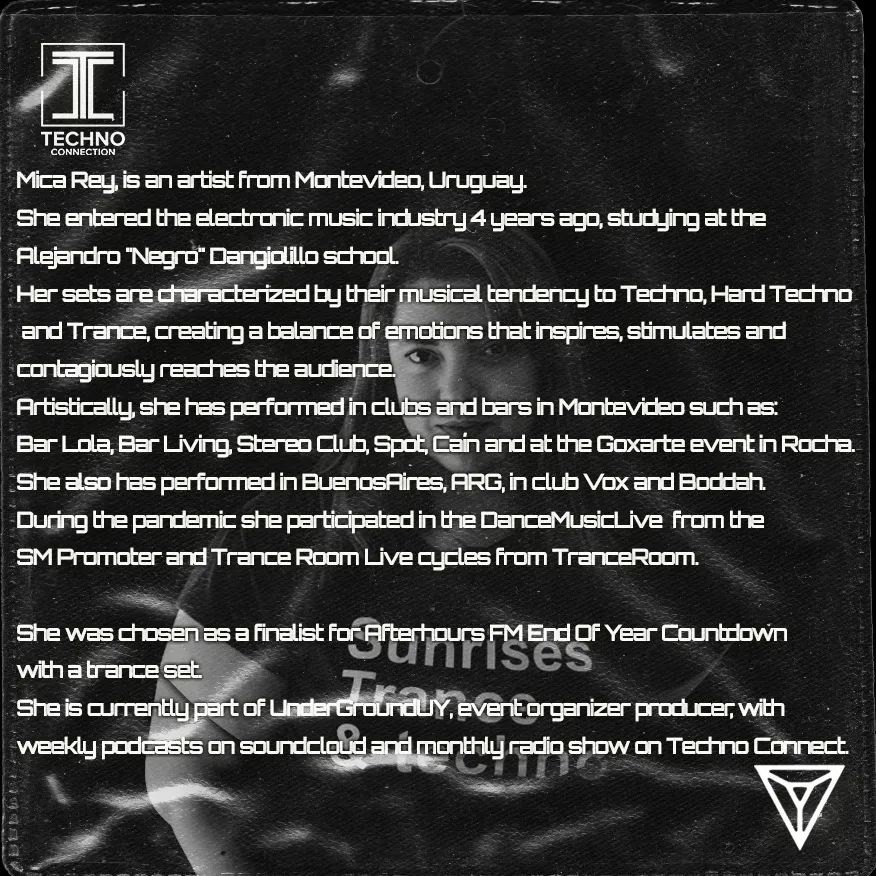 TECHNO
CONNECTION
Mica Rey, is an artist from Montevideo, Uruguay.
She entered the electronic music industry 4 years ago, studying at the
Alejandro "Negro" Dangiolillo school.
Her sets are characterized by their musical tendency to Techno, Hard Techno
and Trance, creating a balance of emotions that inspires, stimulates and
contagiously reaches the audience.
Artistically, she has performed in clubs and bars in Montevideo such as:
Bar Lola, Bar Living, Stereo Club, Spot, Caín and at the Goxarte event in Rocha.
She also has performed in BuenosAires, ARG, in club Vox and Boddah.
During the pandemic she participated in the DanceMusicLive from the
SM Promoter and Trance Room Live cycles from TranceRoom.
She was chosen as a finalist for Afterhours FM End Of Year Countdown
with a trance set.
She is currently part of UnderGroundUY, event organizer producer, with
weekly podcasts on soundcloud and monthly radio show on Techno Connect.
Sunrises
Trance
& techno